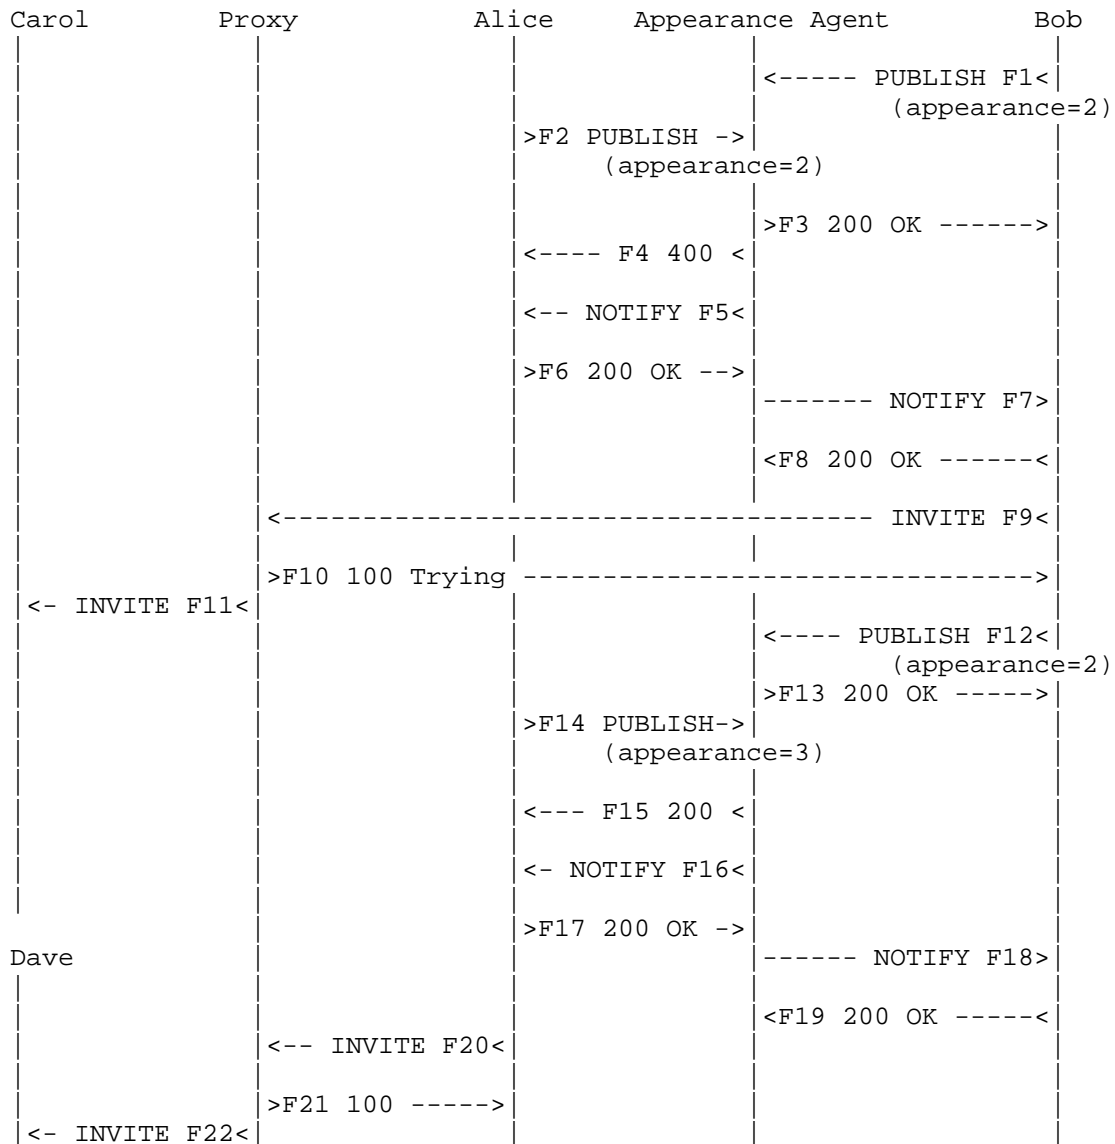 Carol Proxy Alice Appearance Agent Bob
<----- PUBLISH F1<
(appearance=2)
>F2 PUBLISH ->
(appearance=2)
>F3 200 OK ------>
<---- F4 400 <
<-- NOTIFY F5<
>F6 200 OK -->
------- NOTIFY F7>
<F8 200 OK ------<
<------------------------------------- INVITE F9<
>F10 100 Trying -------------------------------->
<- INVITE F11<
<---- PUBLISH F12<
(appearance=2)
>F13 200 OK ----->
>F14 PUBLISH->
(appearance=3)
<--- F15 200 <
<- NOTIFY F16<
>F17 200 OK ->
Dave ------ NOTIFY F18>
<F19 200 OK -----<
<-- INVITE F20<
>F21 100 ----->
<- INVITE F22<